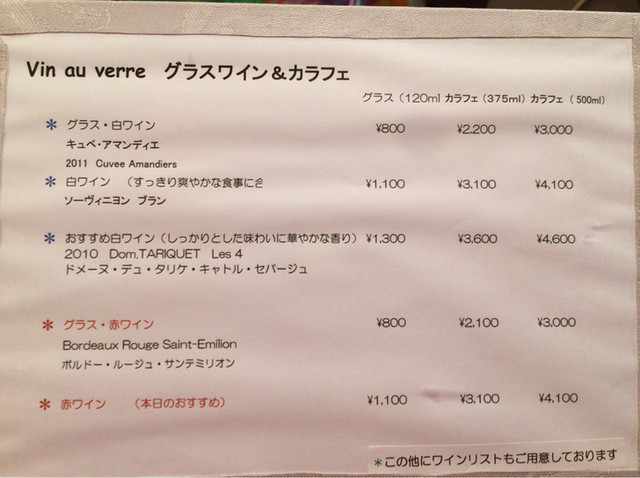 Vin au verre グラスワイン＆カラフェ
グラス（120ml カラフェ（375ml）カラフェ（500ml）
＊ グラス・白ワイン ¥800 ¥2,200 ¥3,000
キュベ・アマンディエ
2011 Cuvee Amandiers
＊ 白ワイン （すっきり爽やかな食事に合 ¥1,100 ¥3,100 ¥4,100
ソーヴィニヨン ブラン
＊ おすすめ白ワイン（しっかりとした味わいに華やかな香り） ¥1,300 ¥3,600 ¥4,600
2010 Dom.TARIQUET Les 4
ドメーヌ・デュ・タリケ・キャトル・セパージュ
＊ グラス・赤ワイン ¥800 ¥2,100 ¥3,000
Bordeaux Rouge Saint-Emilion
ボルドー・ルージュ・サンテミリオン
＊ 赤ワイン （本日のおすすめ） ¥1,100 ¥3,100 ¥4,100
＊この他にワインリストもご用意しております